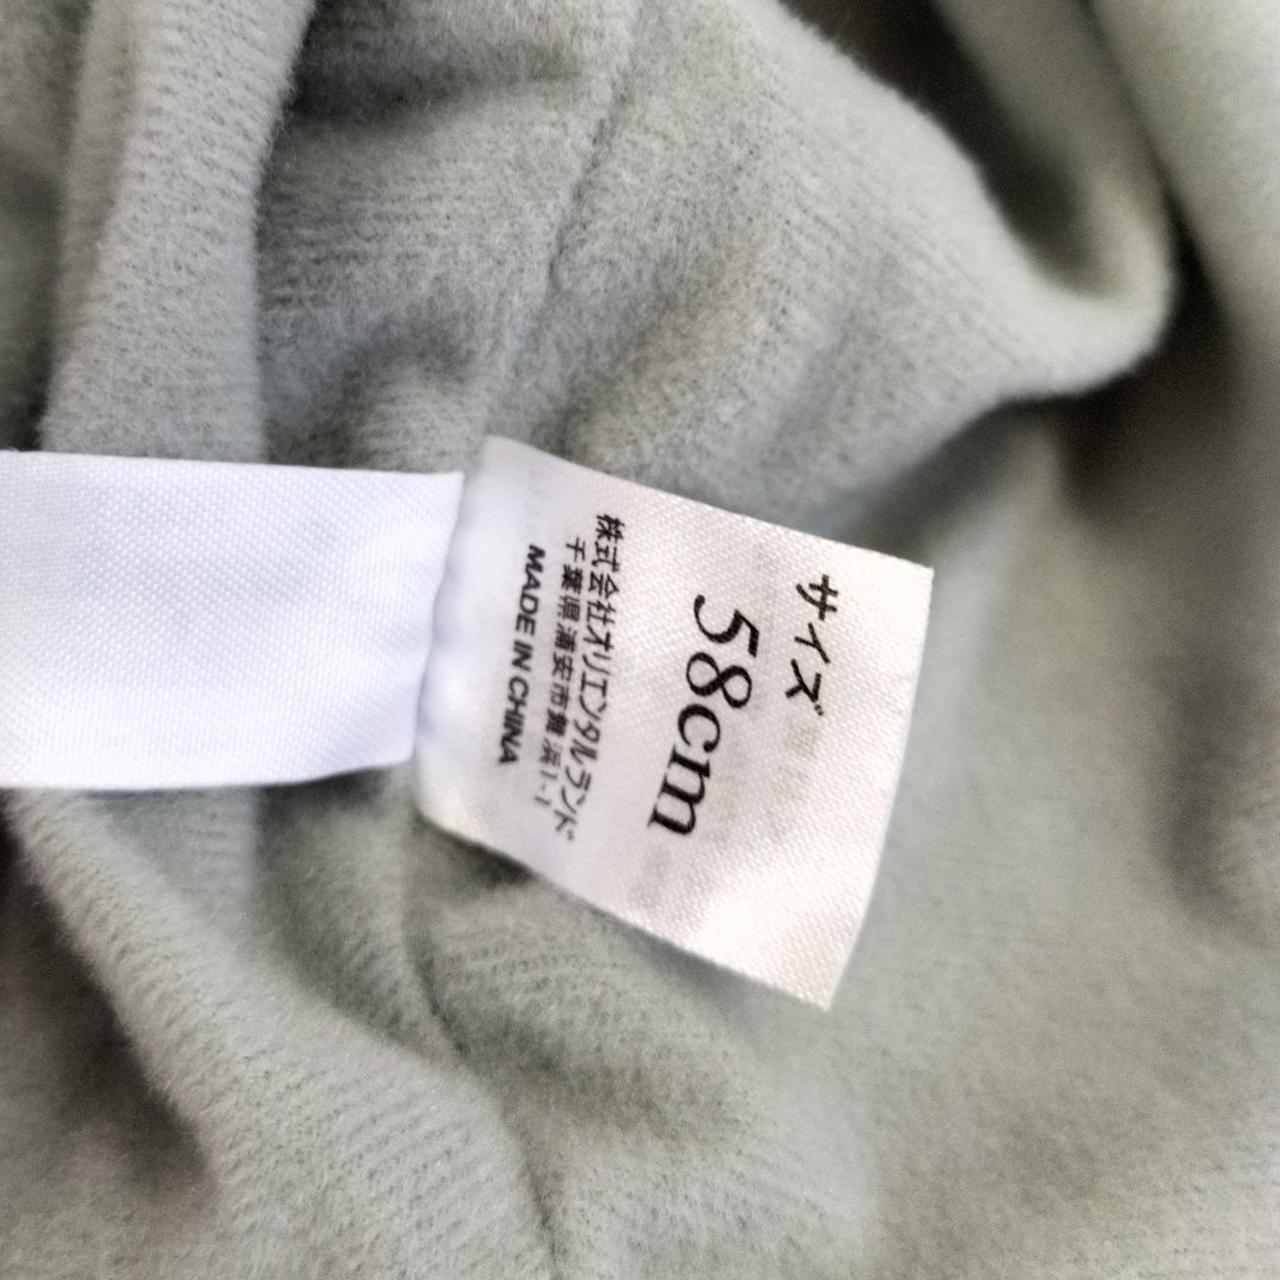 サイズ
58cm
株式会社オリエンタルランド
千葉県浦安市舞浜1-1
MADE IN CHINA